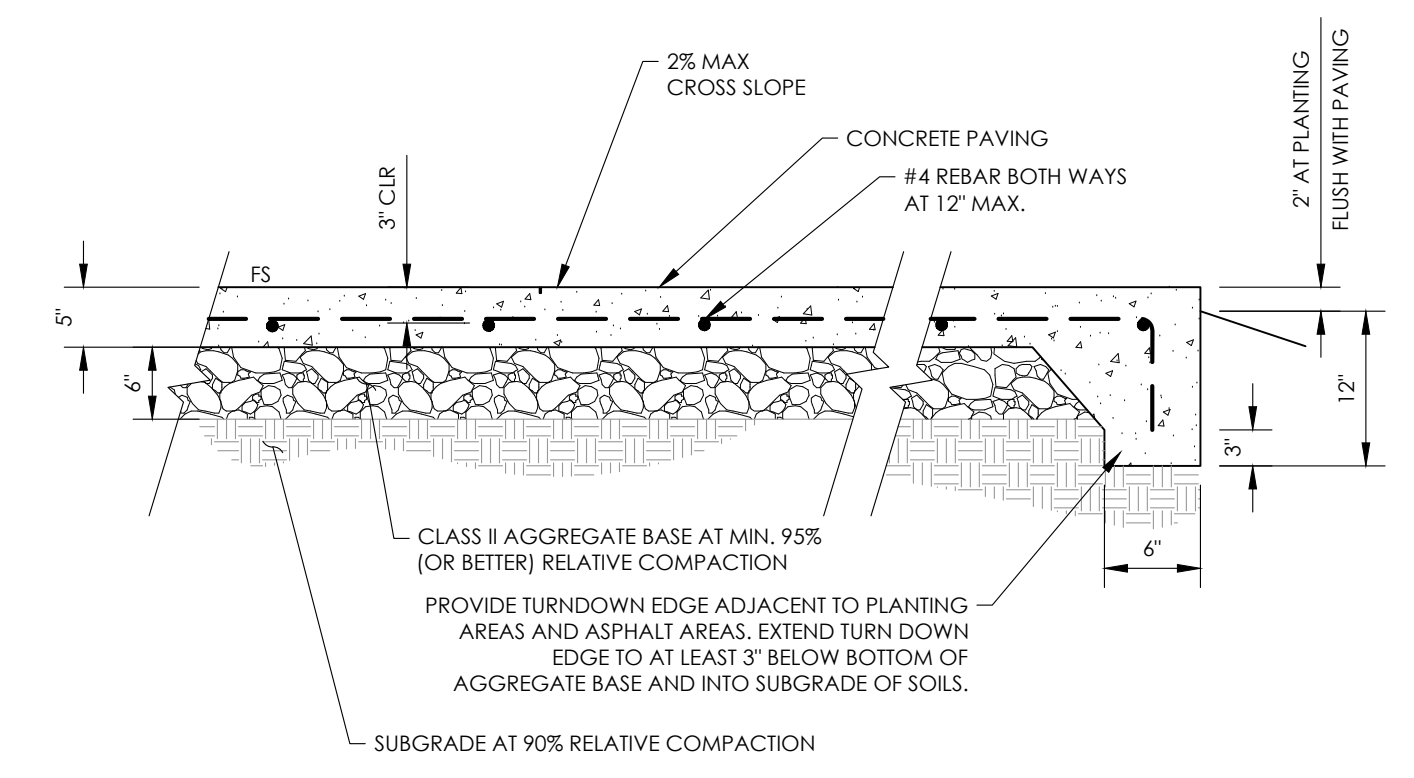 2% MAX
CROSS SLOPE
CONCRETE PAVING
#4 REBAR BOTH WAYS
AT 12" MAX.
3" CLR
2" AT PLANTING
FLUSH WITH PAVING
FS
5"
6"
12"
3"
6"
CLASS II AGGREGATE BASE AT MIN. 95%
(OR BETTER) RELATIVE COMPACTION
PROVIDE TURNDOWN EDGE ADJACENT TO PLANTING
AREAS AND ASPHALT AREAS. EXTEND TURN DOWN
EDGE TO AT LEAST 3" BELOW BOTTOM OF
AGGREGATE BASE AND INTO SUBGRADE OF SOILS.
SUBGRADE AT 90% RELATIVE COMPACTION